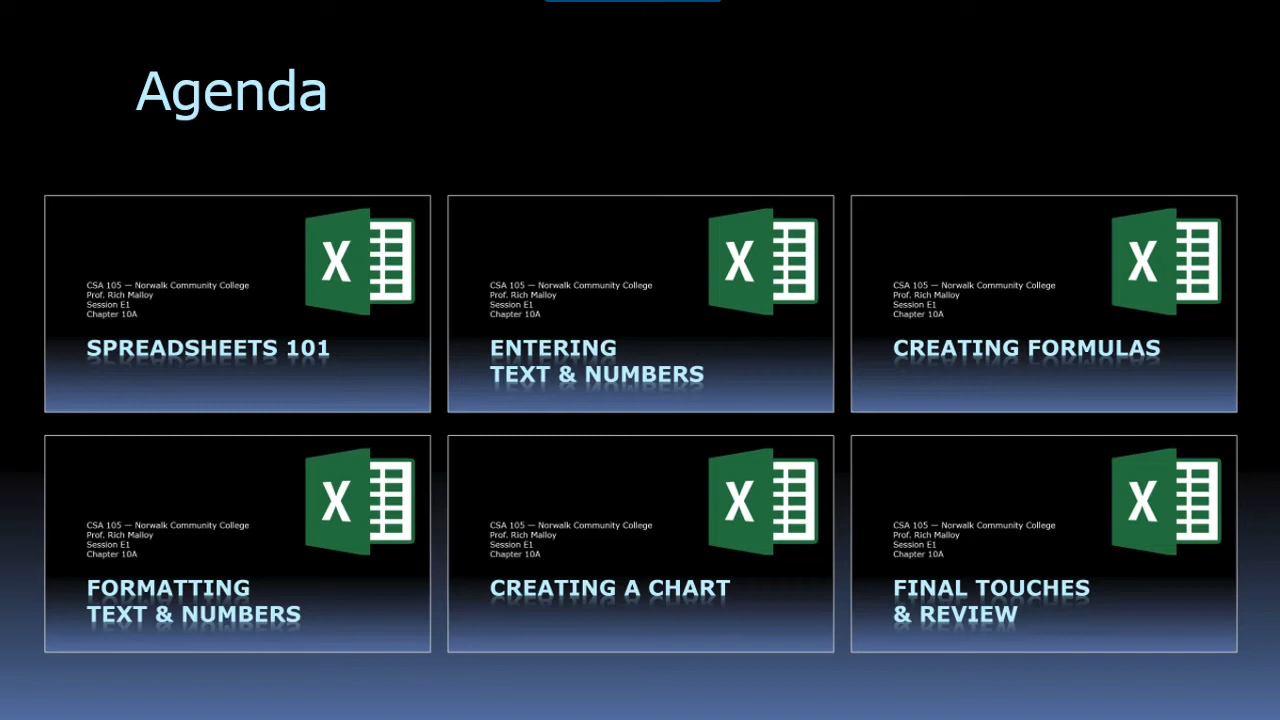 Agenda
X
CSA 105 — Norwalk Community College
Prof. Rich Malloy
Session E1
Chapter 10A
SPREADSHEETS 101
X
CSA 105 — Norwalk Community College
Prof. Rich Malloy
Session E1
Chapter 10A
ENTERING
TEXT & NUMBERS
X
CSA 105 — Norwalk Community College
Prof. Rich Malloy
Session E1
Chapter 10A
CREATING FORMULAS
X
CSA 105 — Norwalk Community College
Prof. Rich Malloy
Session E1
Chapter 10A
FORMATTING
TEXT & NUMBERS
X
CSA 105 — Norwalk Community College
Prof. Rich Malloy
Session E1
Chapter 10A
CREATING A CHART
X
CSA 105 — Norwalk Community College
Prof. Rich Malloy
Session E1
Chapter 10A
FINAL TOUCHES
& REVIEW